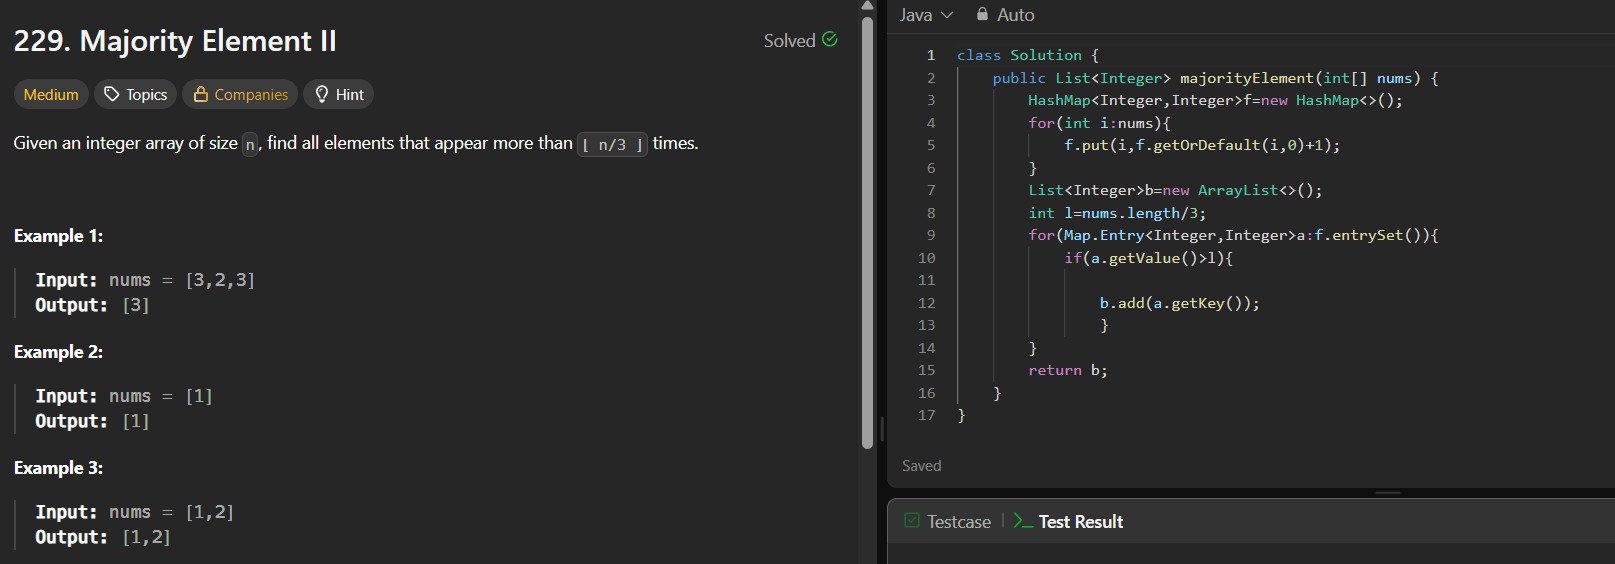 229. Majority Element II
Solved
Medium Topics Companies Hint
Given an integer array of size n, find all elements that appear more than ⌊ n/3 ⌋ times.
Example 1:
Input: nums = [3,2,3]
Output: [3]
Example 2:
Input: nums = [1]
Output: [1]
Example 3:
Input: nums = [1,2]
Output: [1,2]
Java Auto
1 class Solution {
2 public List<Integer> majorityElement(int[] nums) {
3 HashMap<Integer,Integer>f=new HashMap<>();
4 for(int i:nums){
5 f.put(i,f.getOrDefault(i,0)+1);
6 }
7 List<Integer>b=new ArrayList<>();
8 int l=nums.length/3;
9 for(Map.Entry<Integer,Integer>a:f.entrySet()){
10 if(a.getValue()>l){
11
12 b.add(a.getKey());
13 }
14 }
15 return b;
16 }
17 }
Saved
Testcase Test Result